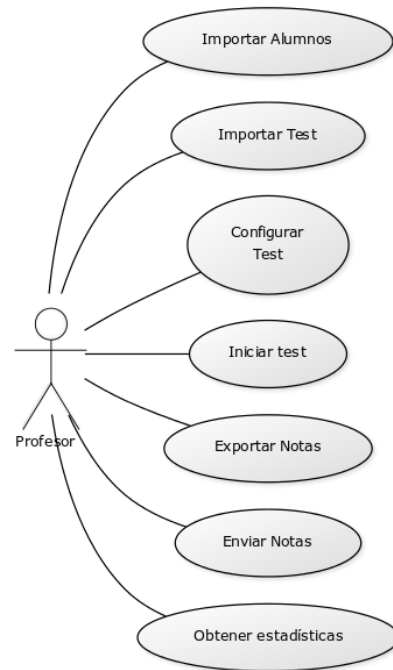 Importar Alumnos
Importar Test
Configurar
Test
Iniciar test
Profesor
Exportar Notas
Enviar Notas
Obtener estadísticas